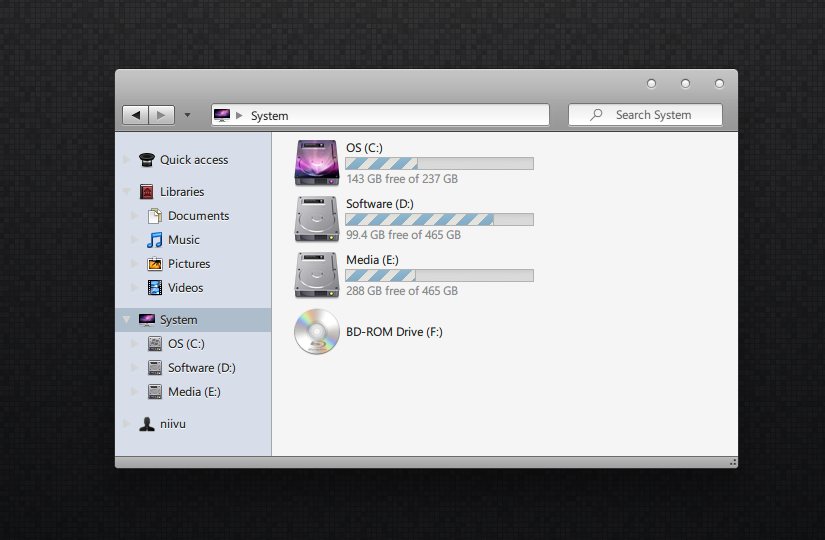 System
Search System
Quick access
Libraries
Documents
Music
Pictures
Videos
System
OS (C:)
Software (D:)
Media (E:)
niivu
OS (C:)
143 GB free of 237 GB
Software (D:)
99.4 GB free of 465 GB
Media (E:)
288 GB free of 465 GB
BD-ROM Drive (F:)